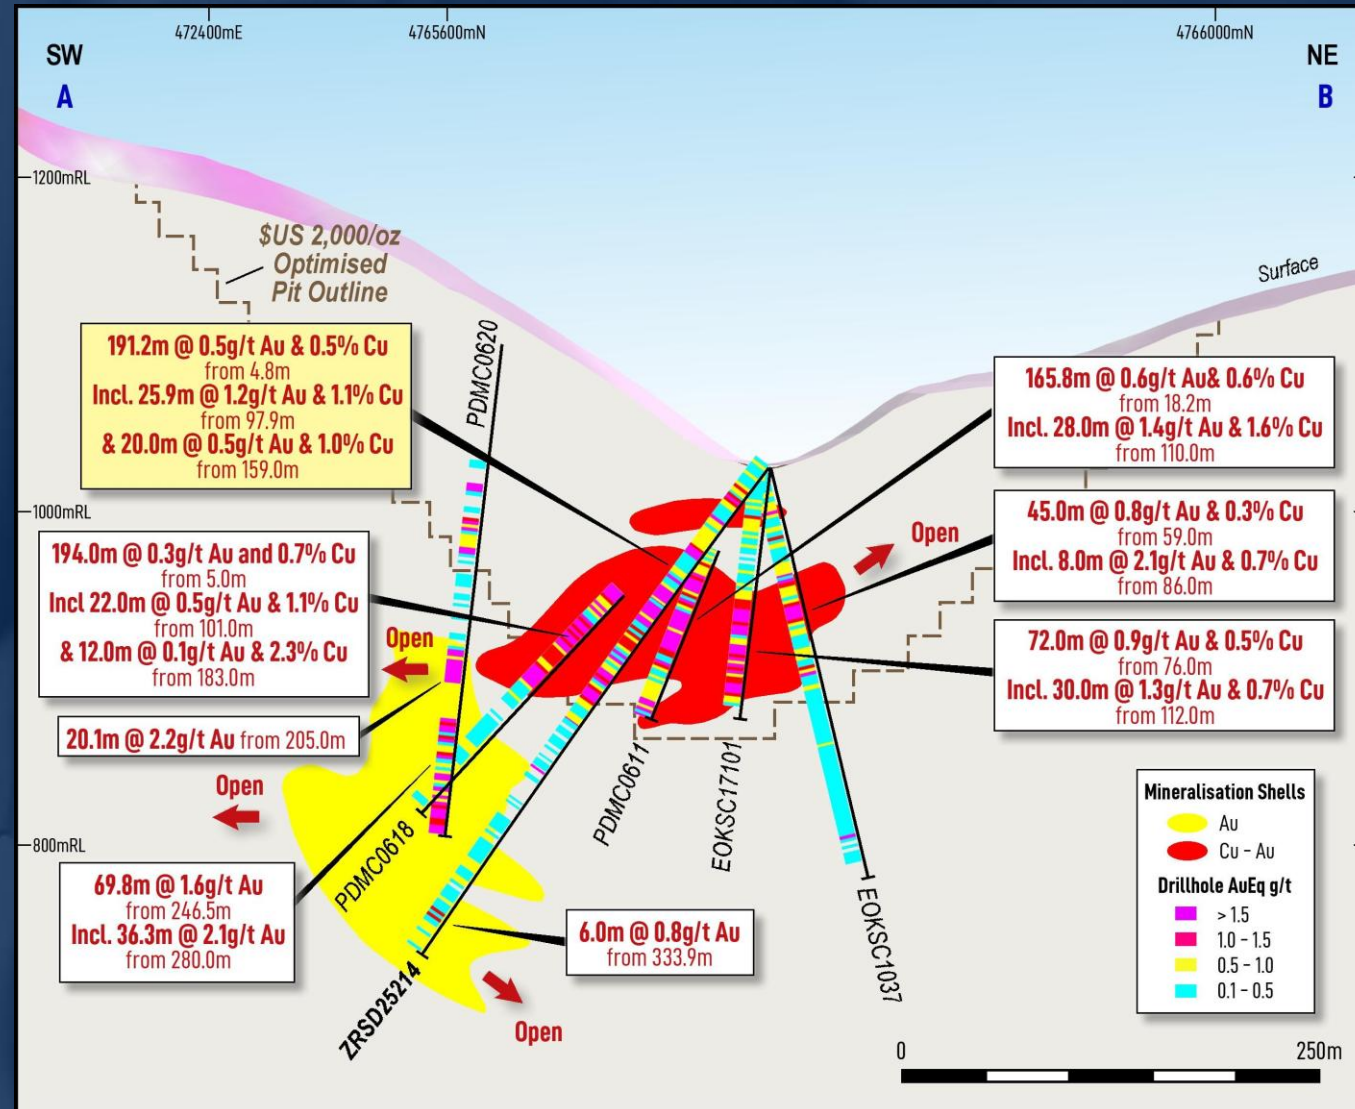 472400mE
4765600mN
4766000mN
SW
NE
A
B
1200mRL
$US 2,000/oz
Optimised
Pit Outline
Surface
PDMC0620
191.2m @ 0.5g/t Au & 0.5% Cu
from 4.8m
Incl. 25.9m @ 1.2g/t Au & 1.1% Cu
from 97.9m
& 20.0m @ 0.5g/t Au & 1.0% Cu
from 159.0m
165.8m @ 0.6g/t Au& 0.6% Cu
from 18.2m
Incl. 28.0m @ 1.4g/t Au & 1.6% Cu
from 110.0m
1000mRL
45.0m @ 0.8g/t Au & 0.3% Cu
from 59.0m
Incl. 8.0m @ 2.1g/t Au & 0.7% Cu
from 86.0m
Open
194.0m @ 0.3g/t Au and 0.7% Cu
from 5.0m
Incl 22.0m @ 0.5g/t Au & 1.1% Cu
from 101.0m
& 12.0m @ 0.1g/t Au & 2.3% Cu
from 183.0m
Open
72.0m @ 0.9g/t Au & 0.5% Cu
from 76.0m
Incl. 30.0m @ 1.3g/t Au & 0.7% Cu
from 112.0m
20.1m @ 2.2g/t Au from 205.0m
Open
800mRL
PDMC0618
PDMC0611
EOKSC17101
EOKSC1037
ZRSD25214
69.8m @ 1.6g/t Au
from 246.5m
Incl. 36.3m @ 2.1g/t Au
from 280.0m
6.0m @ 0.8g/t Au
from 333.9m
Open
Mineralisation Shells
Au
Cu - Au
Drillhole AuEq g/t
> 1.5
1.0 - 1.5
0.5 - 1.0
0.1 - 0.5
0
250m